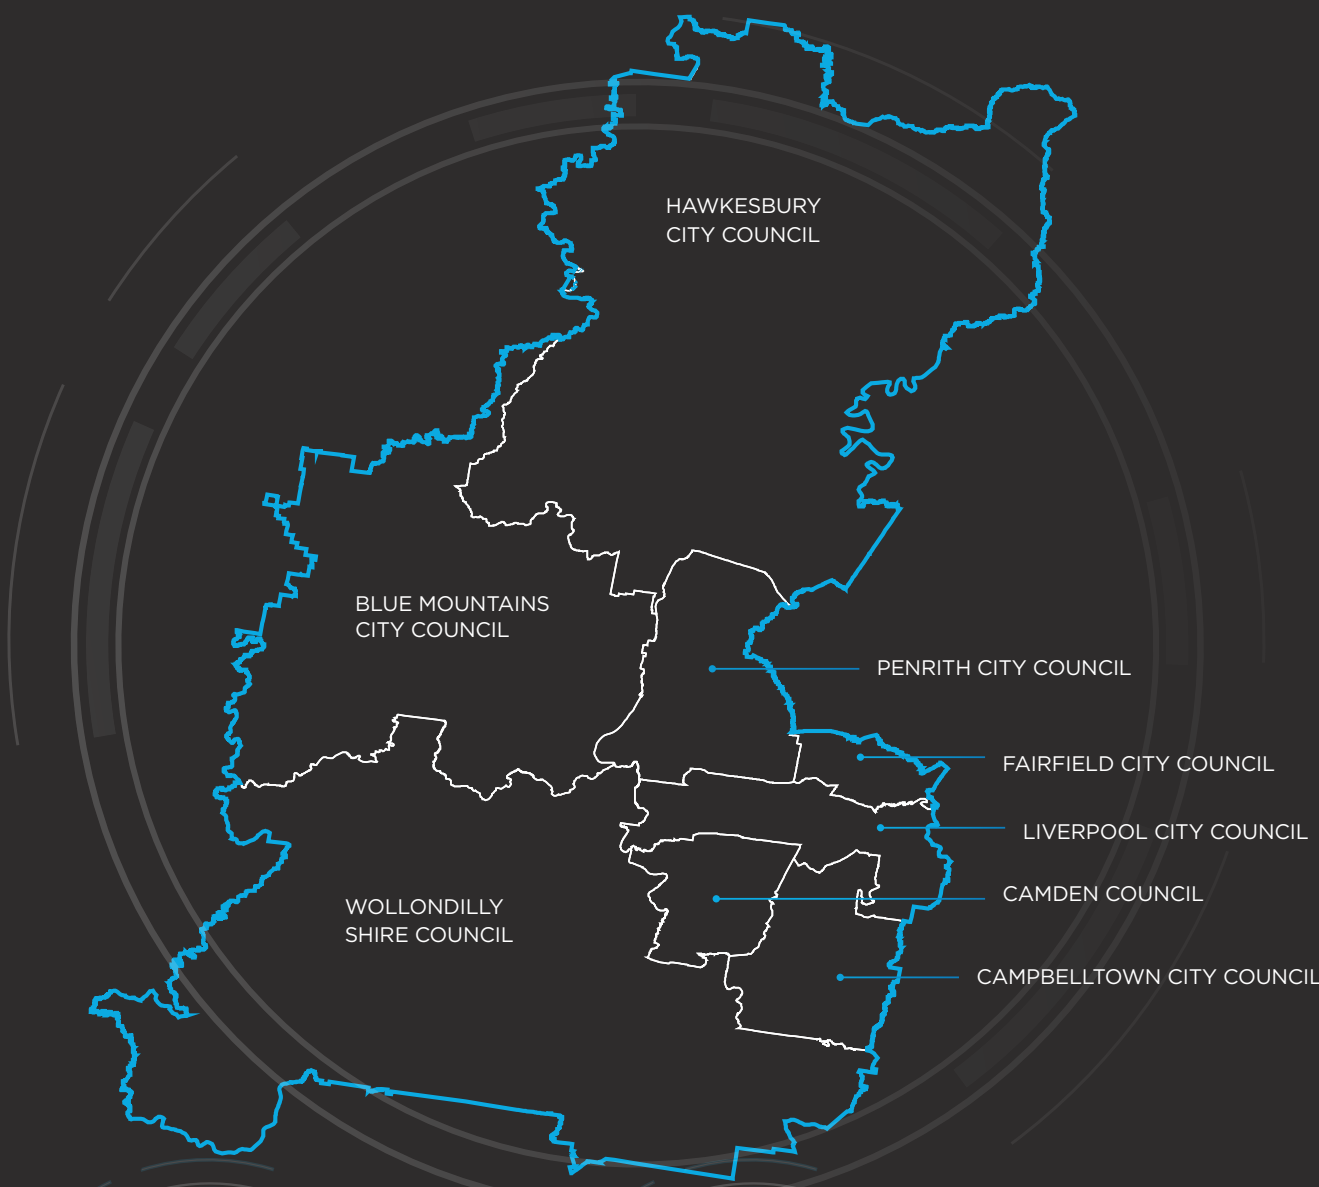 HAWKESBURY
CITY COUNCIL
BLUE MOUNTAINS
CITY COUNCIL
PENRITH CITY COUNCIL
FAIRFIELD CITY COUNCIL
LIVERPOOL CITY COUNCIL
CAMDEN COUNCIL
WOLLONDILLY
SHIRE COUNCIL
CAMPBELLTOWN CITY COUNCIL